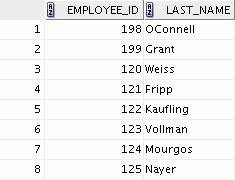 EMPLOYEE_ID LAST_NAME
1 198 OConnell
2 199 Grant
3 120 Weiss
4 121 Fripp
5 122 Kaufling
6 123 Vollman
7 124 Mourgos
8 125 Nayer